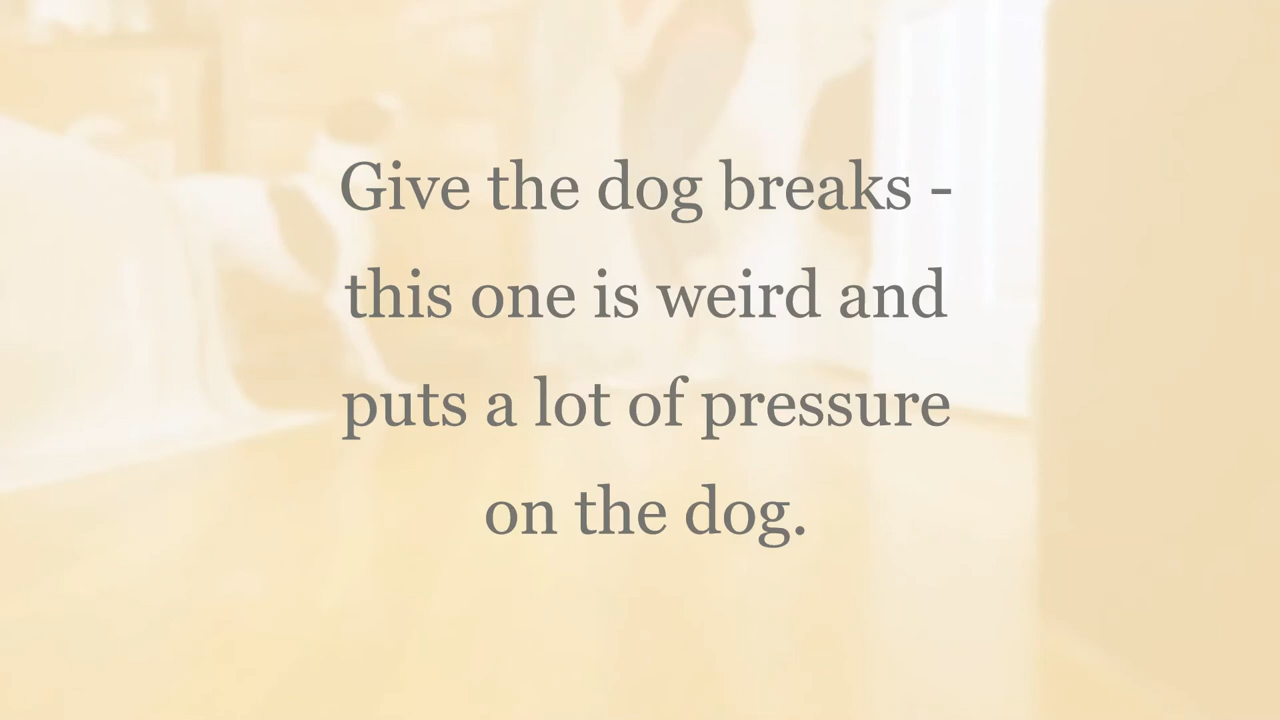 Give the dog breaks -
this one is weird and
puts a lot of pressure
on the dog.